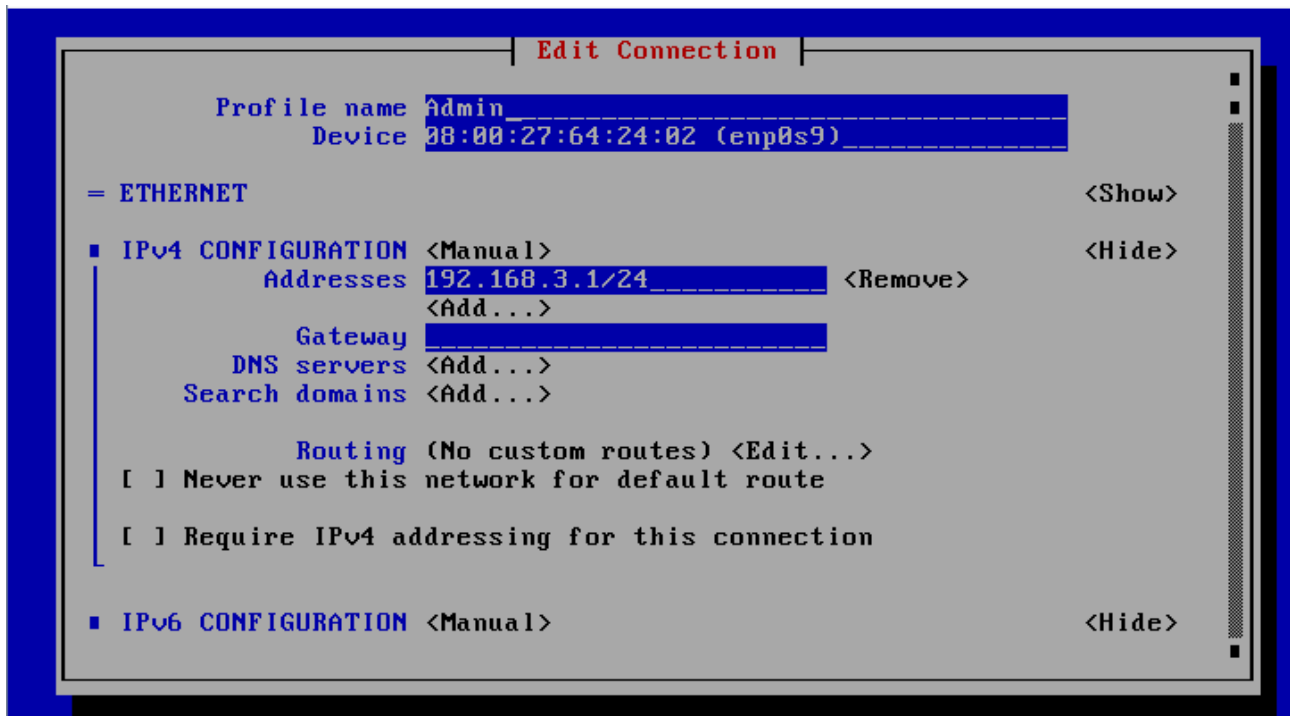 Edit Connection
Profile name Admin
Device 08:00:27:64:24:02 (enp0s9)
= ETHERNET <Show>
IPv4 CONFIGURATION <Manual> <Hide>
Addresses 192.168.3.1/24 <Remove>
<Add...>
Gateway
DNS servers <Add...>
Search domains <Add...>
Routing (No custom routes) <Edit...>
[ ] Never use this network for default route
[ ] Require IPv4 addressing for this connection
IPv6 CONFIGURATION <Manual> <Hide>